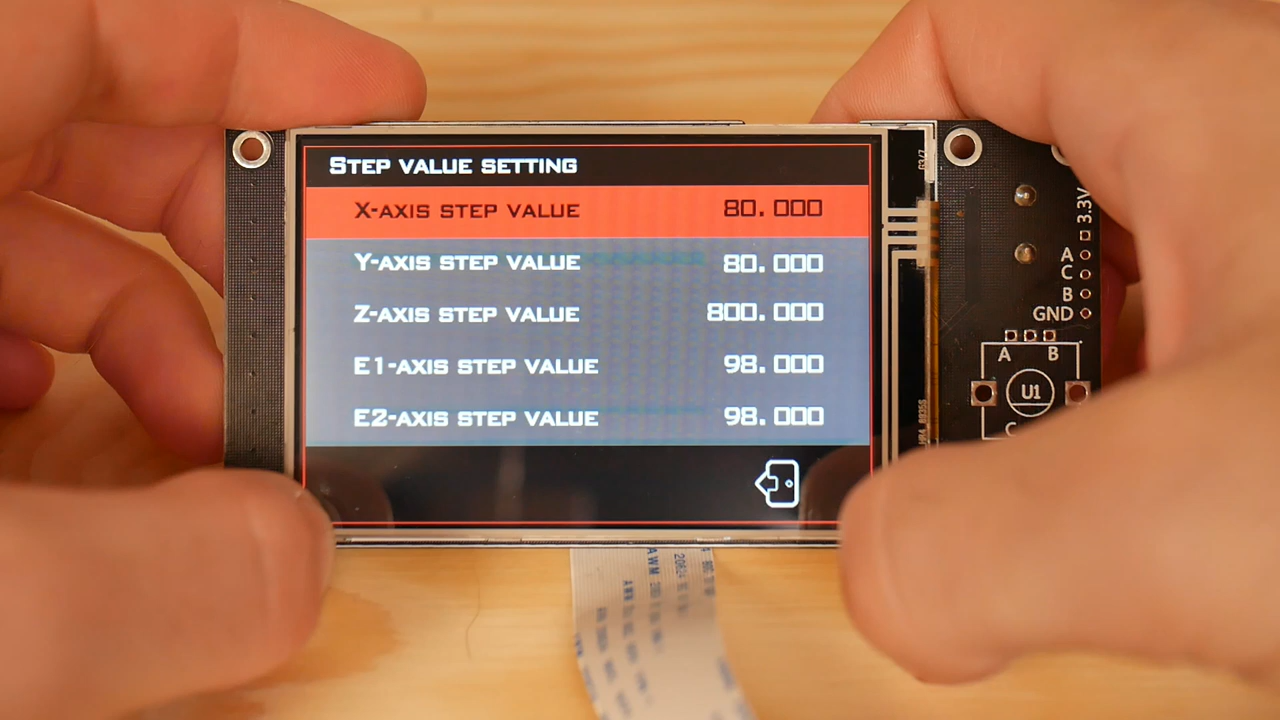 STEP VALUE SETTING
X-AXIS STEP VALUE 80.000
Y-AXIS STEP VALUE 80.000
Z-AXIS STEP VALUE 800.000
E1-AXIS STEP VALUE 98.000
E2-AXIS STEP VALUE 98.000
3.3V
A
C
B
GND
A B
U1
C
AWM